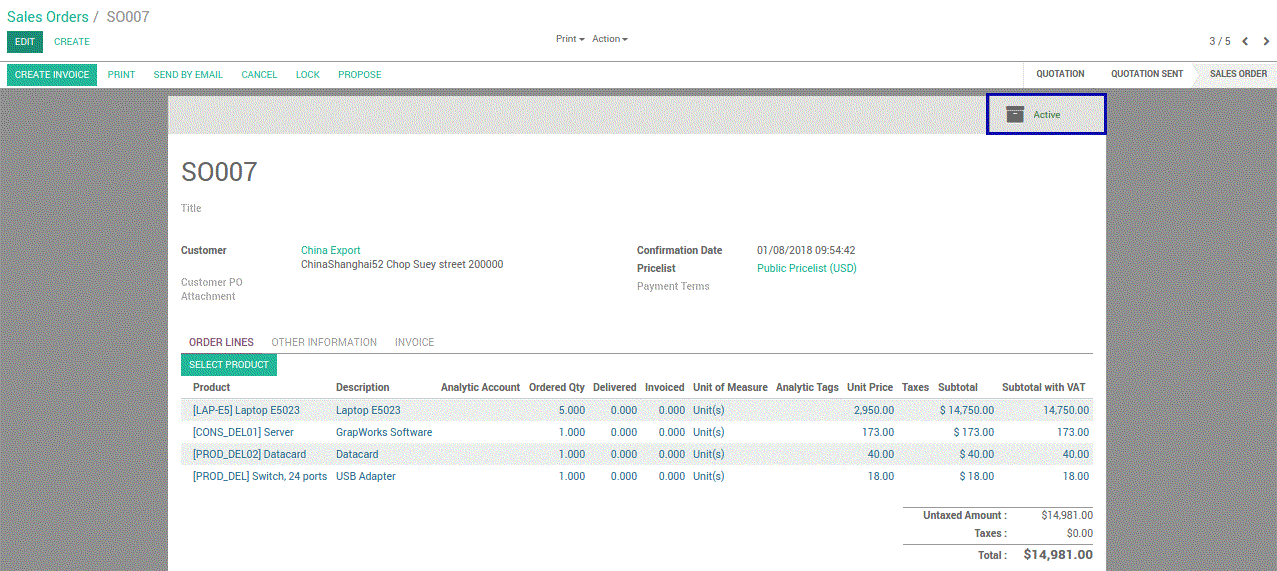 Sales Orders / SO007
EDIT CREATE Print Action 3 / 5
CREATE INVOICE PRINT SEND BY EMAIL CANCEL LOCK PROPOSE QUOTATION QUOTATION SENT SALES ORDER
Active
SO007
Title
Customer China Export Confirmation Date 01/08/2018 09:54:42
ChinaShanghai52 Chop Suey street 200000 Pricelist Public Pricelist (USD)
Customer PO Payment Terms
Attachment
ORDER LINES OTHER INFORMATION INVOICE
SELECT PRODUCT
Product Description Analytic Account Ordered Qty Delivered Invoiced Unit of Measure Analytic Tags Unit Price Taxes Subtotal Subtotal with VAT
[LAP-E5] Laptop E5023 Laptop E5023 5.000 0.000 0.000 Unit(s) 2,950.00 $ 14,750.00 14,750.00
[CONS_DEL01] Server GrapWorks Software 1.000 0.000 0.000 Unit(s) 173.00 $ 173.00 173.00
[PROD_DEL02] Datacard Datacard 1.000 0.000 0.000 Unit(s) 40.00 $ 40.00 40.00
[PROD_DEL] Switch, 24 ports USB Adapter 1.000 0.000 0.000 Unit(s) 18.00 $ 18.00 18.00
Untaxed Amount : $14,981.00
Taxes : $0.00
Total : $14,981.00